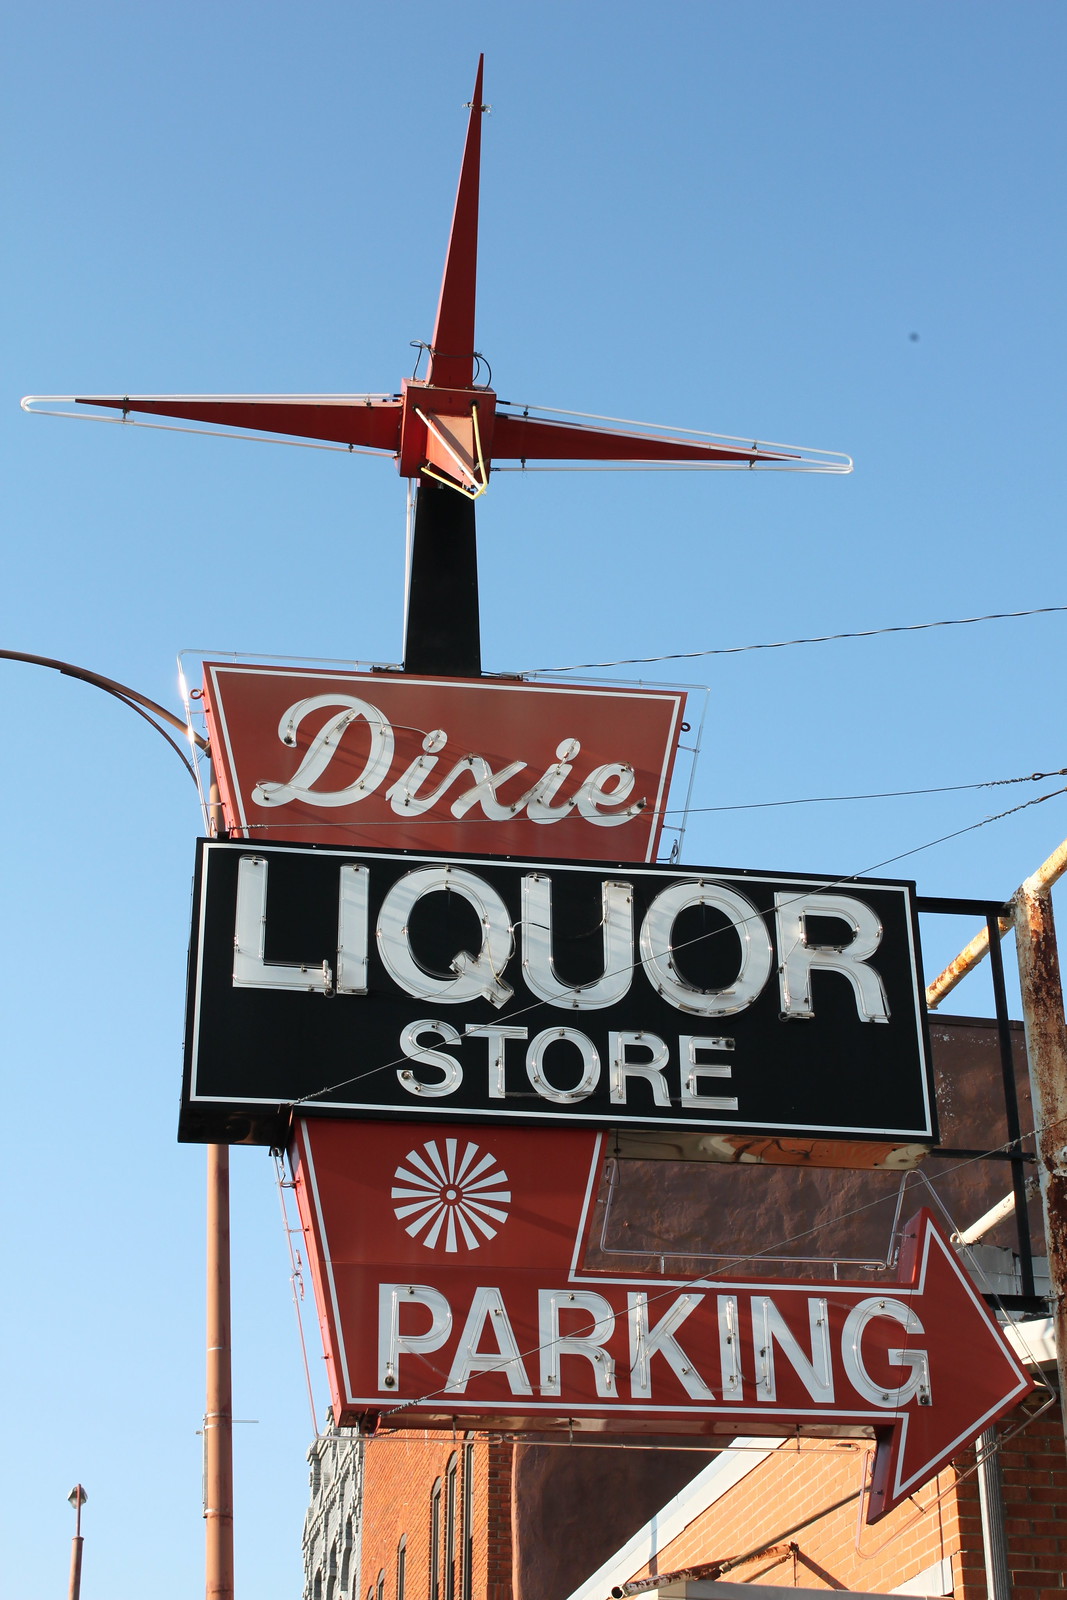 Dixie
LIQUOR
STORE
PARKING